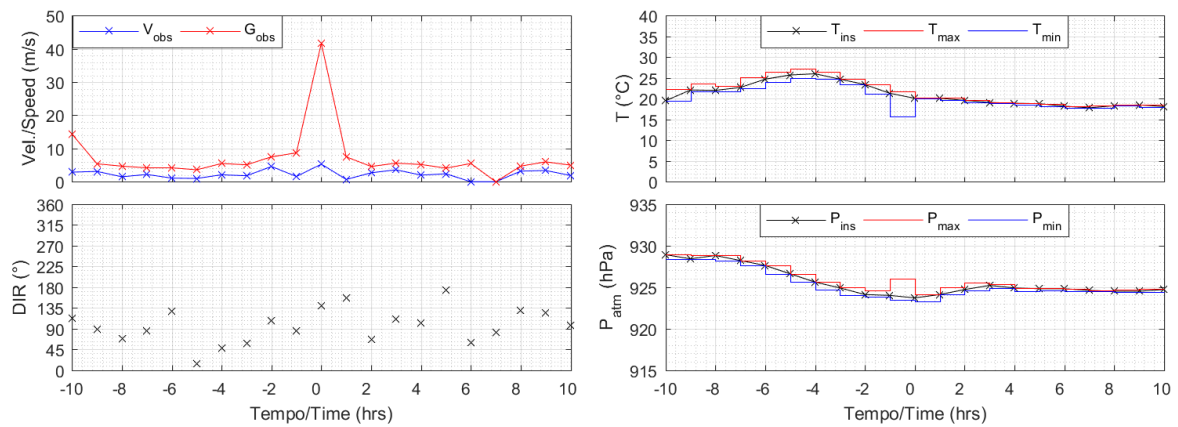 V_obs G_obs
Vel./Speed (m/s)
50
40
30
20
10
0
DIR (°)
360
315
270
225
180
135
90
45
0
-10 -8 -6 -4 -2 0 2 4 6 8 10
Tempo/Time (hrs)
T_ins T_max T_min
T (°C)
40
35
30
25
20
15
10
5
0
P_ins P_max P_min
P_atm (hPa)
935
930
925
920
915
-10 -8 -6 -4 -2 0 2 4 6 8 10
Tempo/Time (hrs)